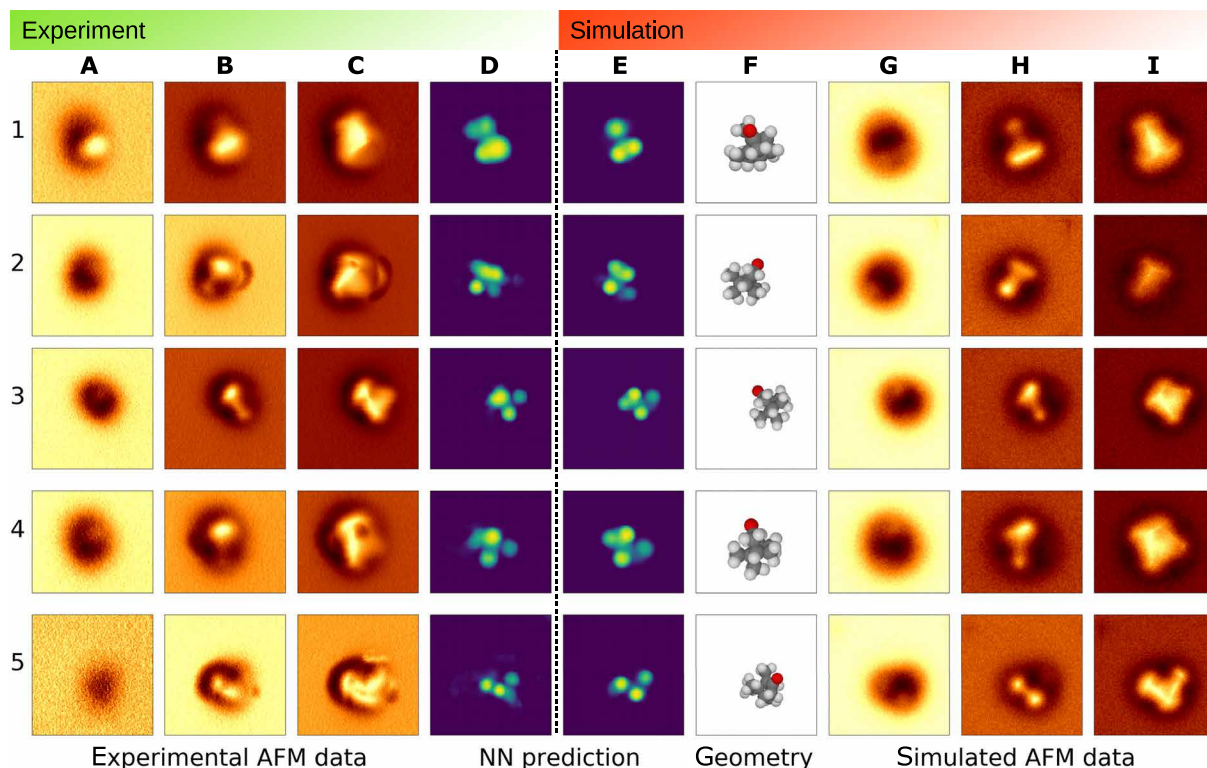 Experiment Simulation
A B C D E F G H I
1
2
3
4
5
Experimental AFM data NN prediction Geometry Simulated AFM data